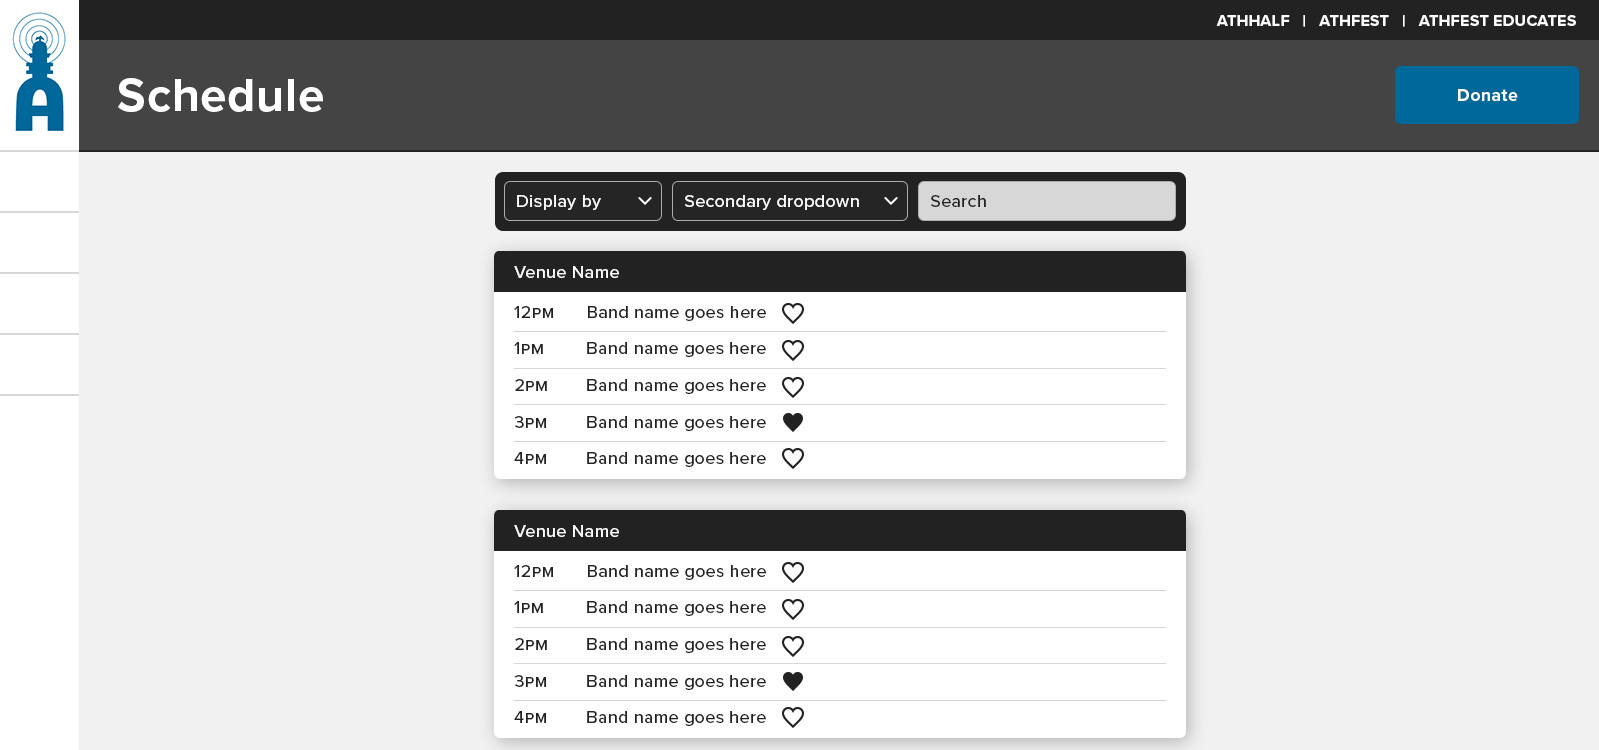 ATHHALF | ATHFEST | ATHFEST EDUCATES
Schedule
Donate
Display by
Secondary dropdown
Search
Venue Name
12PM Band name goes here
1PM Band name goes here
2PM Band name goes here
3PM Band name goes here
4PM Band name goes here
Venue Name
12PM Band name goes here
1PM Band name goes here
2PM Band name goes here
3PM Band name goes here
4PM Band name goes here